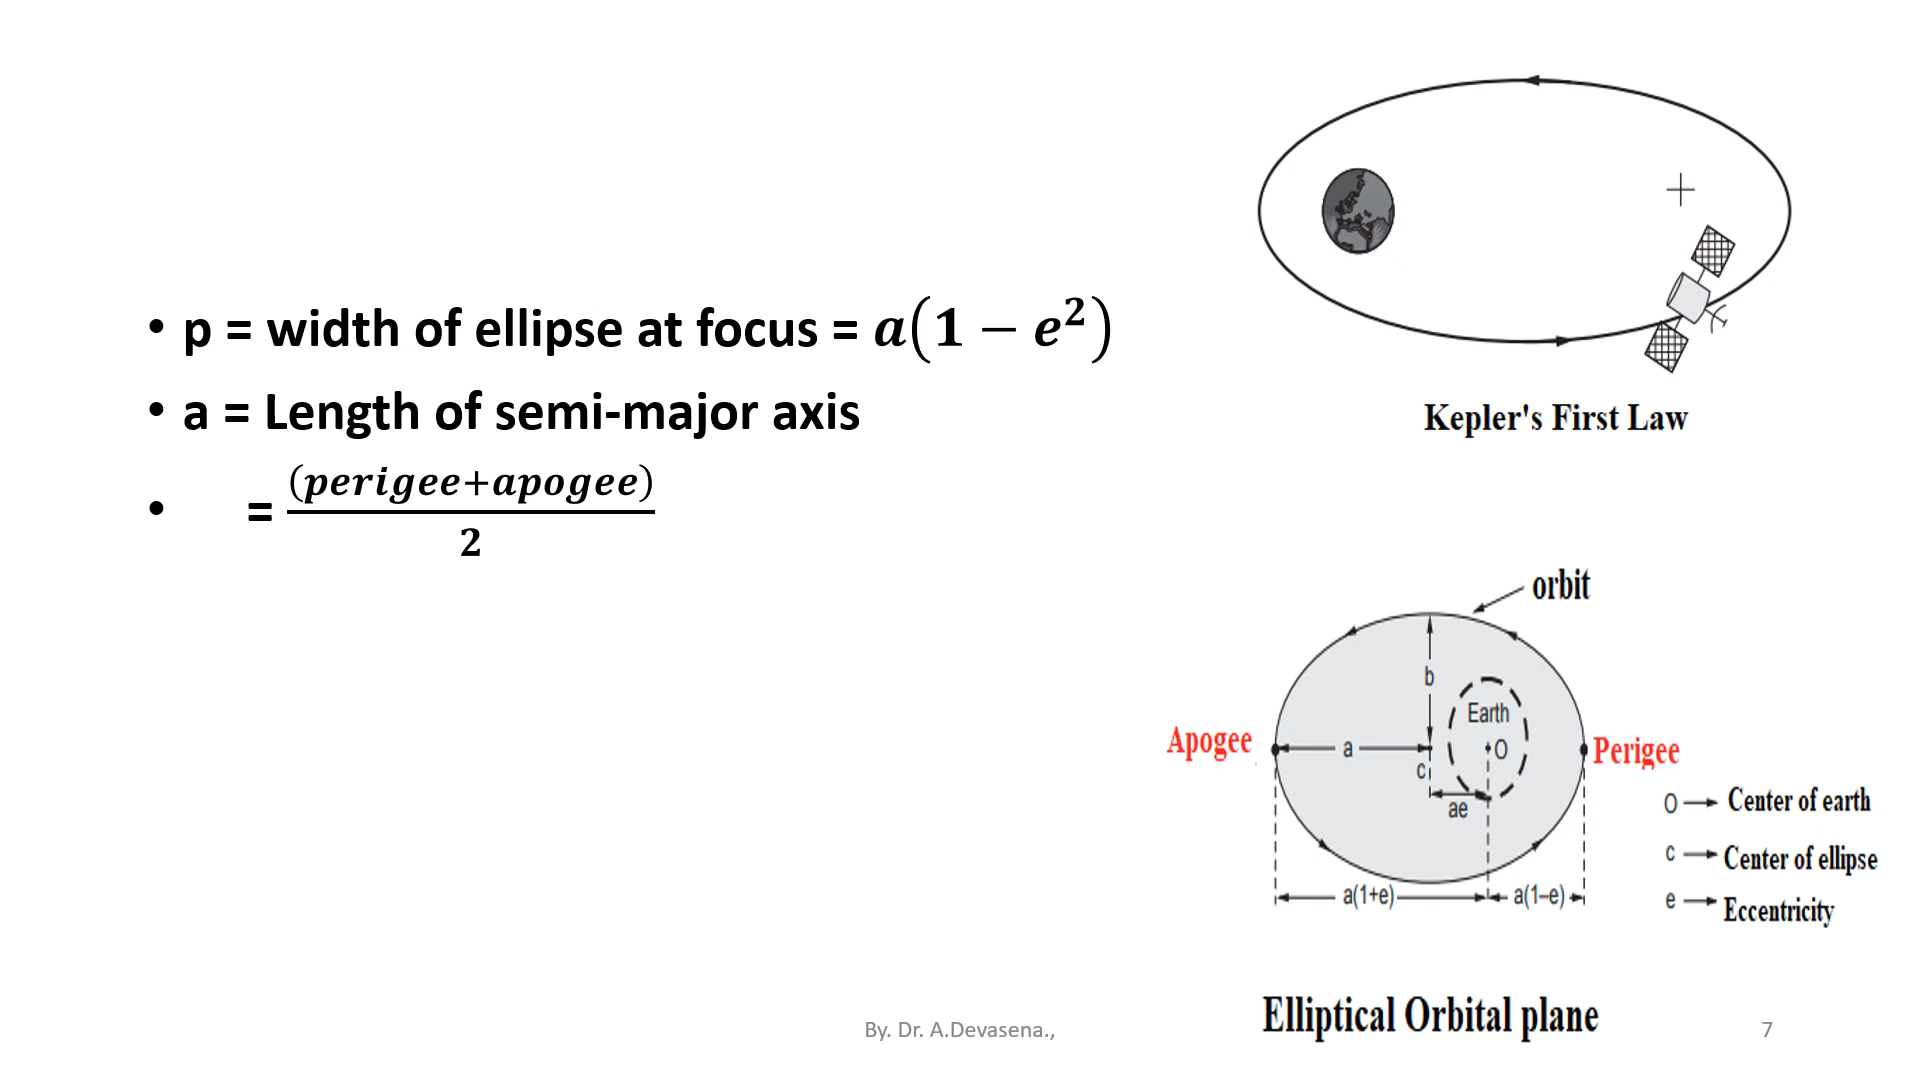 • p = width of ellipse at focus = a(1 − e²)
• a = Length of semi-major axis
• = (perigee+apogee)/2
Kepler's First Law
orbit
b
Earth
Apogee
a
O
Perigee
c
ae
O → Center of earth
c → Center of ellipse
e → Eccentricity
a(1+e) a(1–e)
Elliptical Orbital plane
By. Dr. A.Devasena., 7